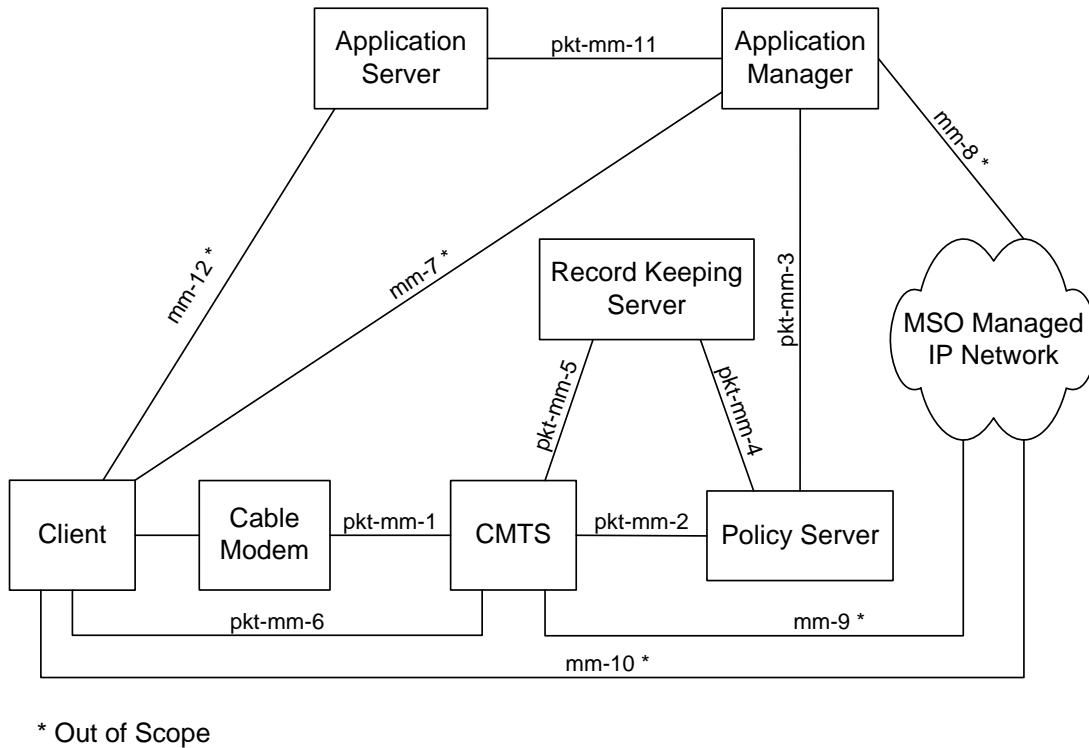 Application
Server
pkt-mm-11
Application
Manager
mm-8 *
mm-12 *
mm-7 *
pkt-mm-3
Record Keeping
Server
MSO Managed
IP Network
pkt-mm-5
pkt-mm-4
Client
Cable
Modem
pkt-mm-1
CMTS
pkt-mm-2
Policy Server
pkt-mm-6
mm-9 *
mm-10 *
* Out of Scope